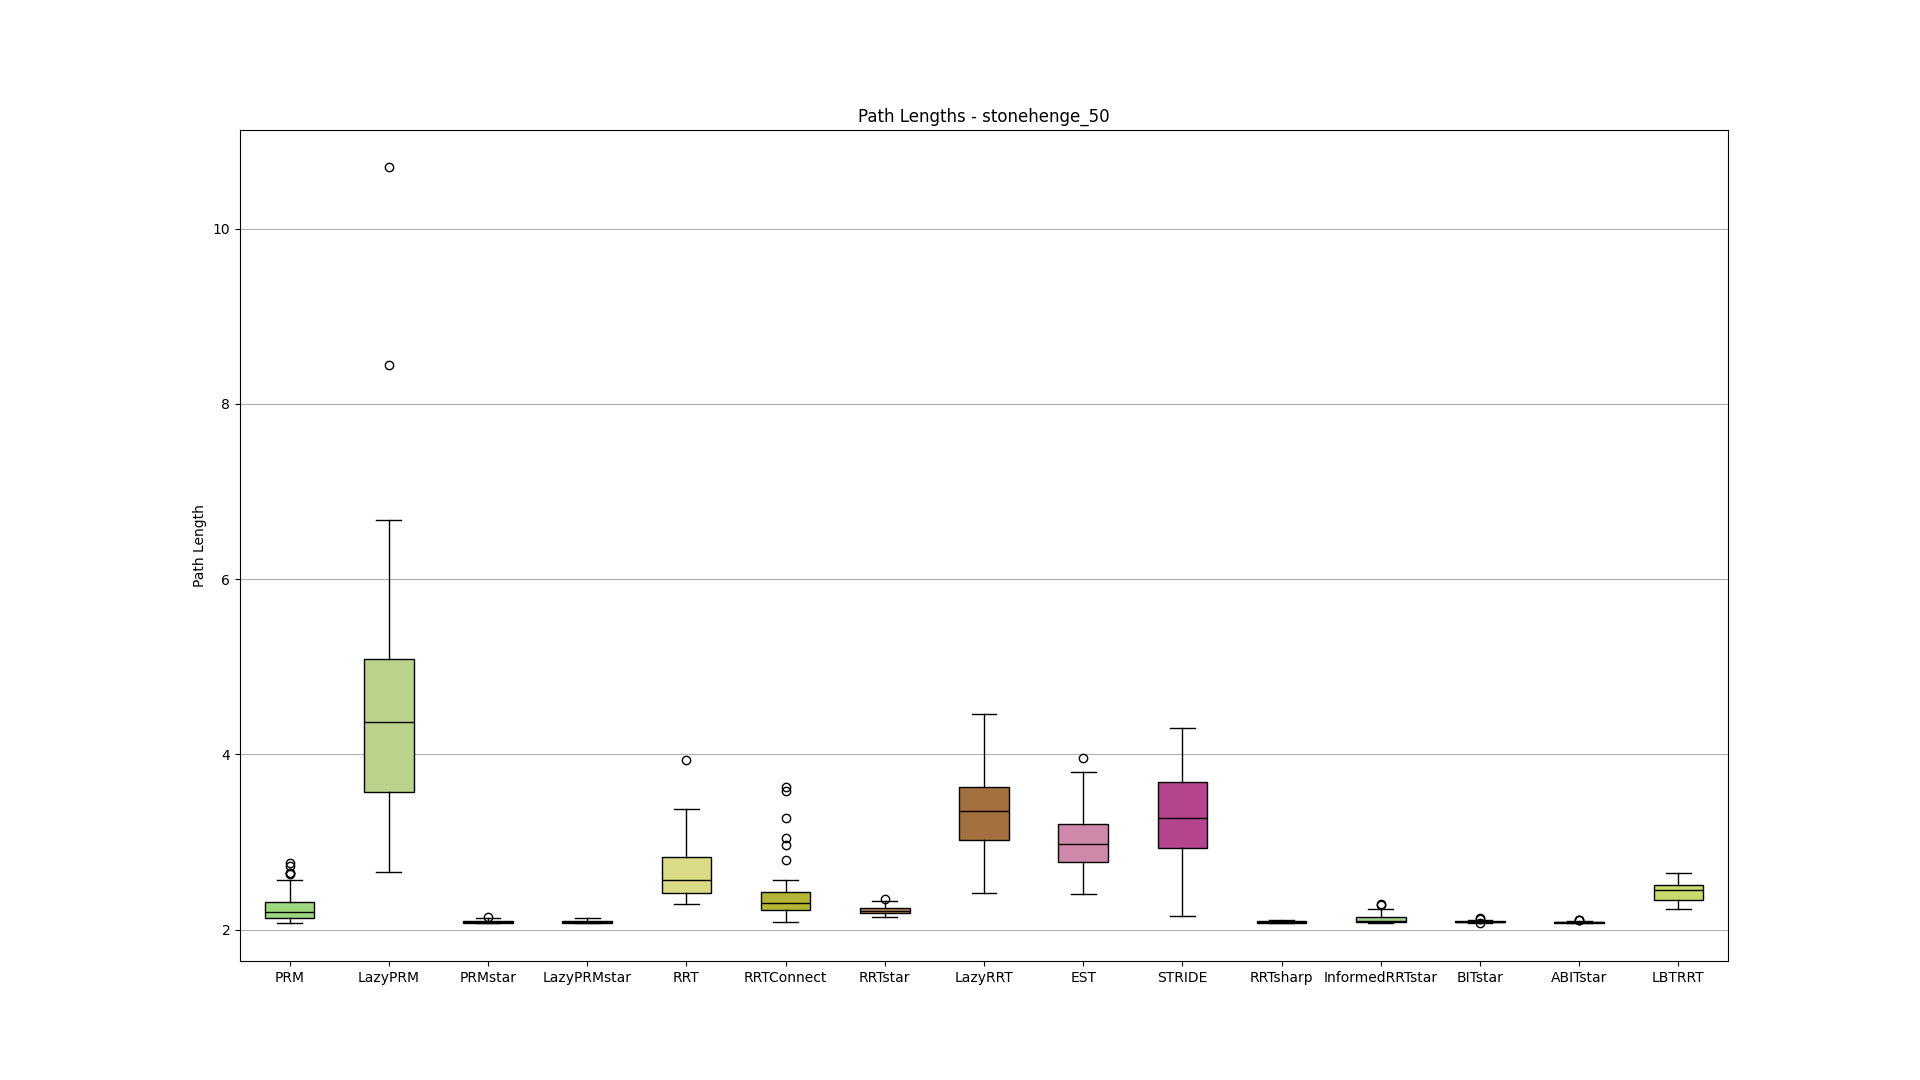 Path Lengths - stonehenge_50
Path Length
10
8
6
4
2
PRM LazyPRM PRMstar LazyPRMstar RRT RRTConnect RRTstar LazyRRT EST STRIDE RRTsharp InformedRRTstar BITstar ABITstar LBTRRT